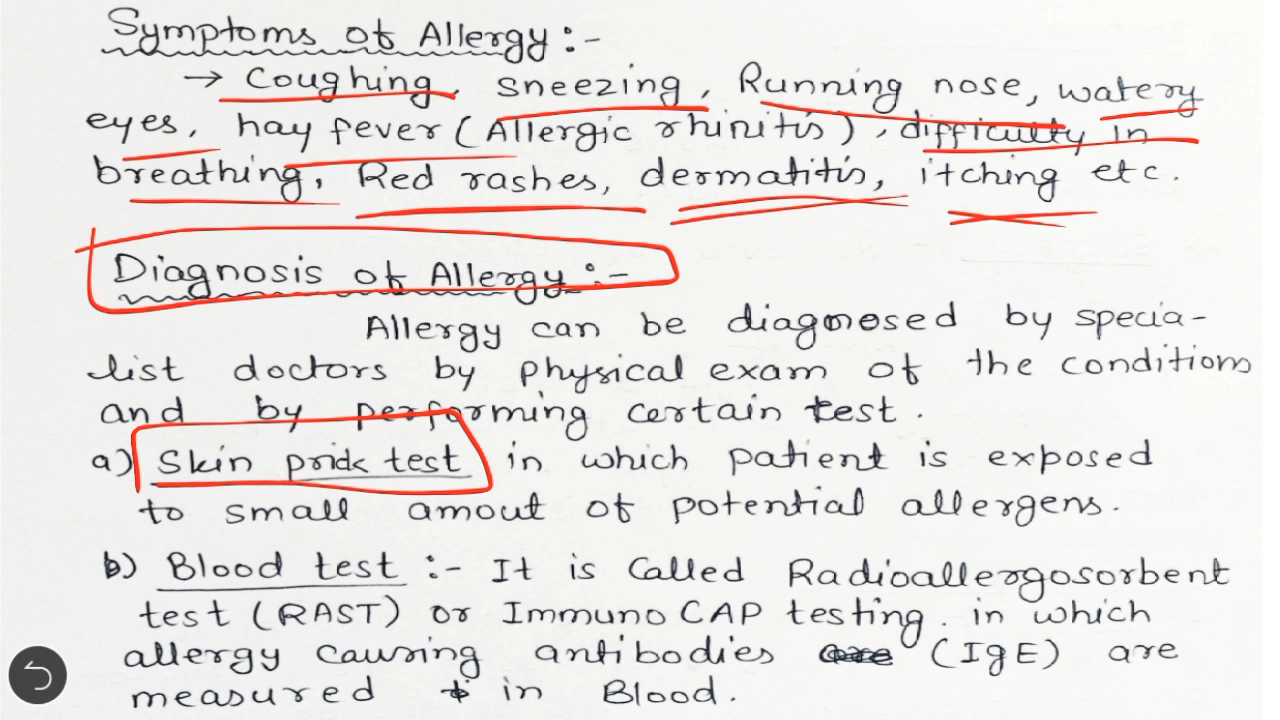 Symptoms of Allergy :-
→ Coughing, sneezing, Running nose, watery
eyes, hay fever (Allergic rhinitis), difficulty in
breathing, Red rashes, dermatitis, itching etc.
Diagnosis of Allergy :-
Allergy can be diagnosed by specia-
list doctors by physical exam of the conditions
and by performing certain test.
a) Skin prick test in which patient is exposed
to small amout of potential allergens.
b) Blood test :- It is called Radioallergosorbent
test (RAST) or Immuno CAP testing. in which
allergy causing antibodies (IgE) are
measured in Blood.